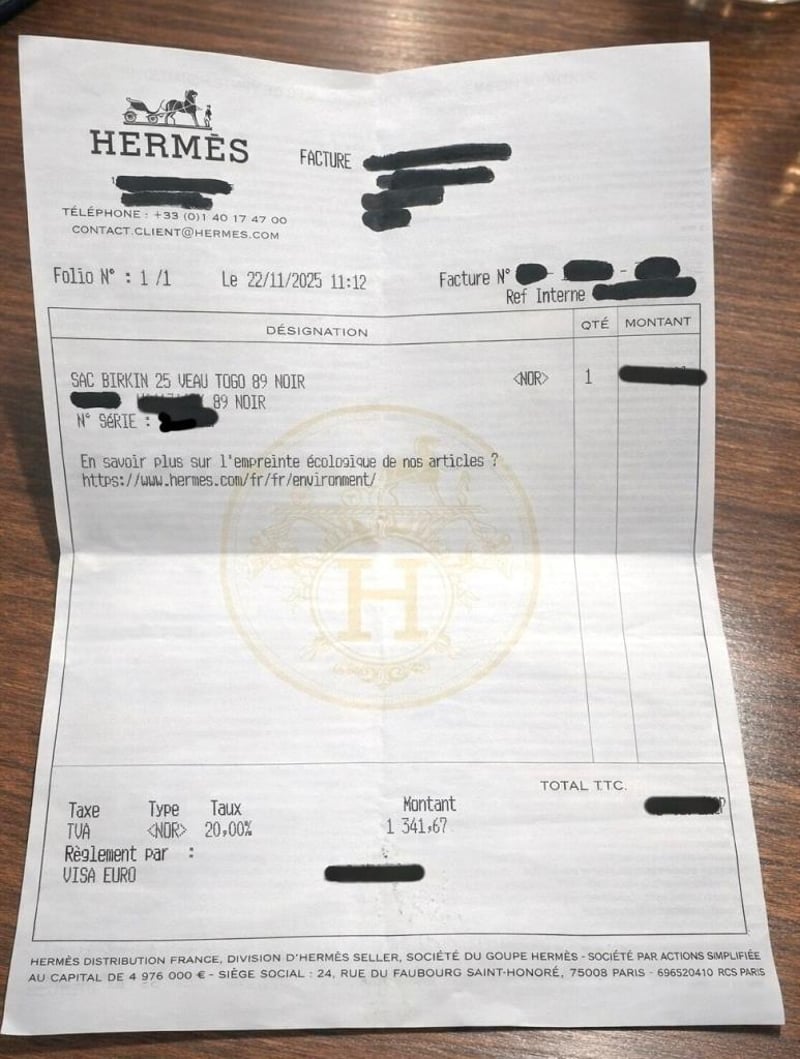 HERMÈS
FACTURE
TÉLÉPHONE : +33 (0)1 40 17 47 00
CONTACT.CLIENT@HERMES.COM
Folio N° : 1 /1 Le 22/11/2025 11:12 Facture N° - -
Ref Interne
DÉSIGNATION QTÉ MONTANT
SAC BIRKIN 25 VEAU TOGO 89 NOIR <NOR> 1
89 NOIR
N° SéRIE :
En savoir plus sur l'empreinte écologique de nos articles ?
https://www.hermes.com/fr/fr/environment/
H
TOTAL T.T.C.
Taxe Type Taux Montant
TVA <NOR> 20,00% 1 341,67
Règlement par :
VISA EURO
HERMÈS DISTRIBUTION FRANCE, DIVISION D'HERMÈS SELLER, SOCIÉTÉ DU GOUPE HERMÈS - SOCIÉTÉ PAR ACTIONS SIMPLIFIÉE
AU CAPITAL DE 4 976 000 € - SIÈGE SOCIAL : 24, RUE DU FAUBOURG SAINT-HONORÉ, 75008 PARIS - 696520410 RCS PARIS